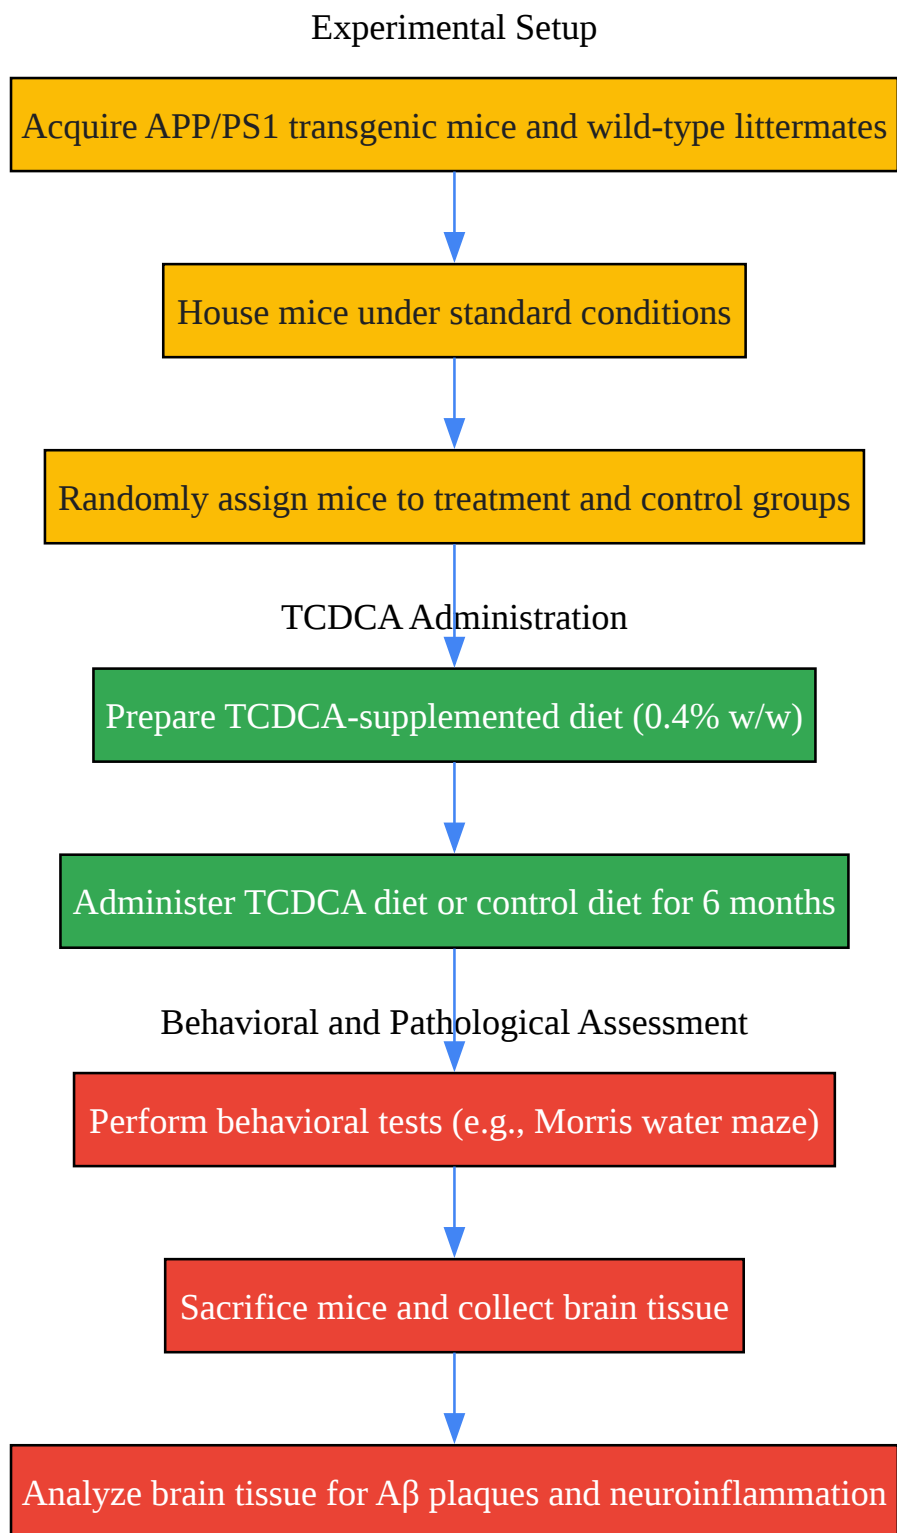 Experimental Setup
Acquire APP/PS1 transgenic mice and wild-type littermates
House mice under standard conditions
Randomly assign mice to treatment and control groups
TCDCA Administration
Prepare TCDCA-supplemented diet (0.4% w/w)
Administer TCDCA diet or control diet for 6 months
Behavioral and Pathological Assessment
Perform behavioral tests (e.g., Morris water maze)
Sacrifice mice and collect brain tissue
Analyze brain tissue for Aβ plaques and neuroinflammation